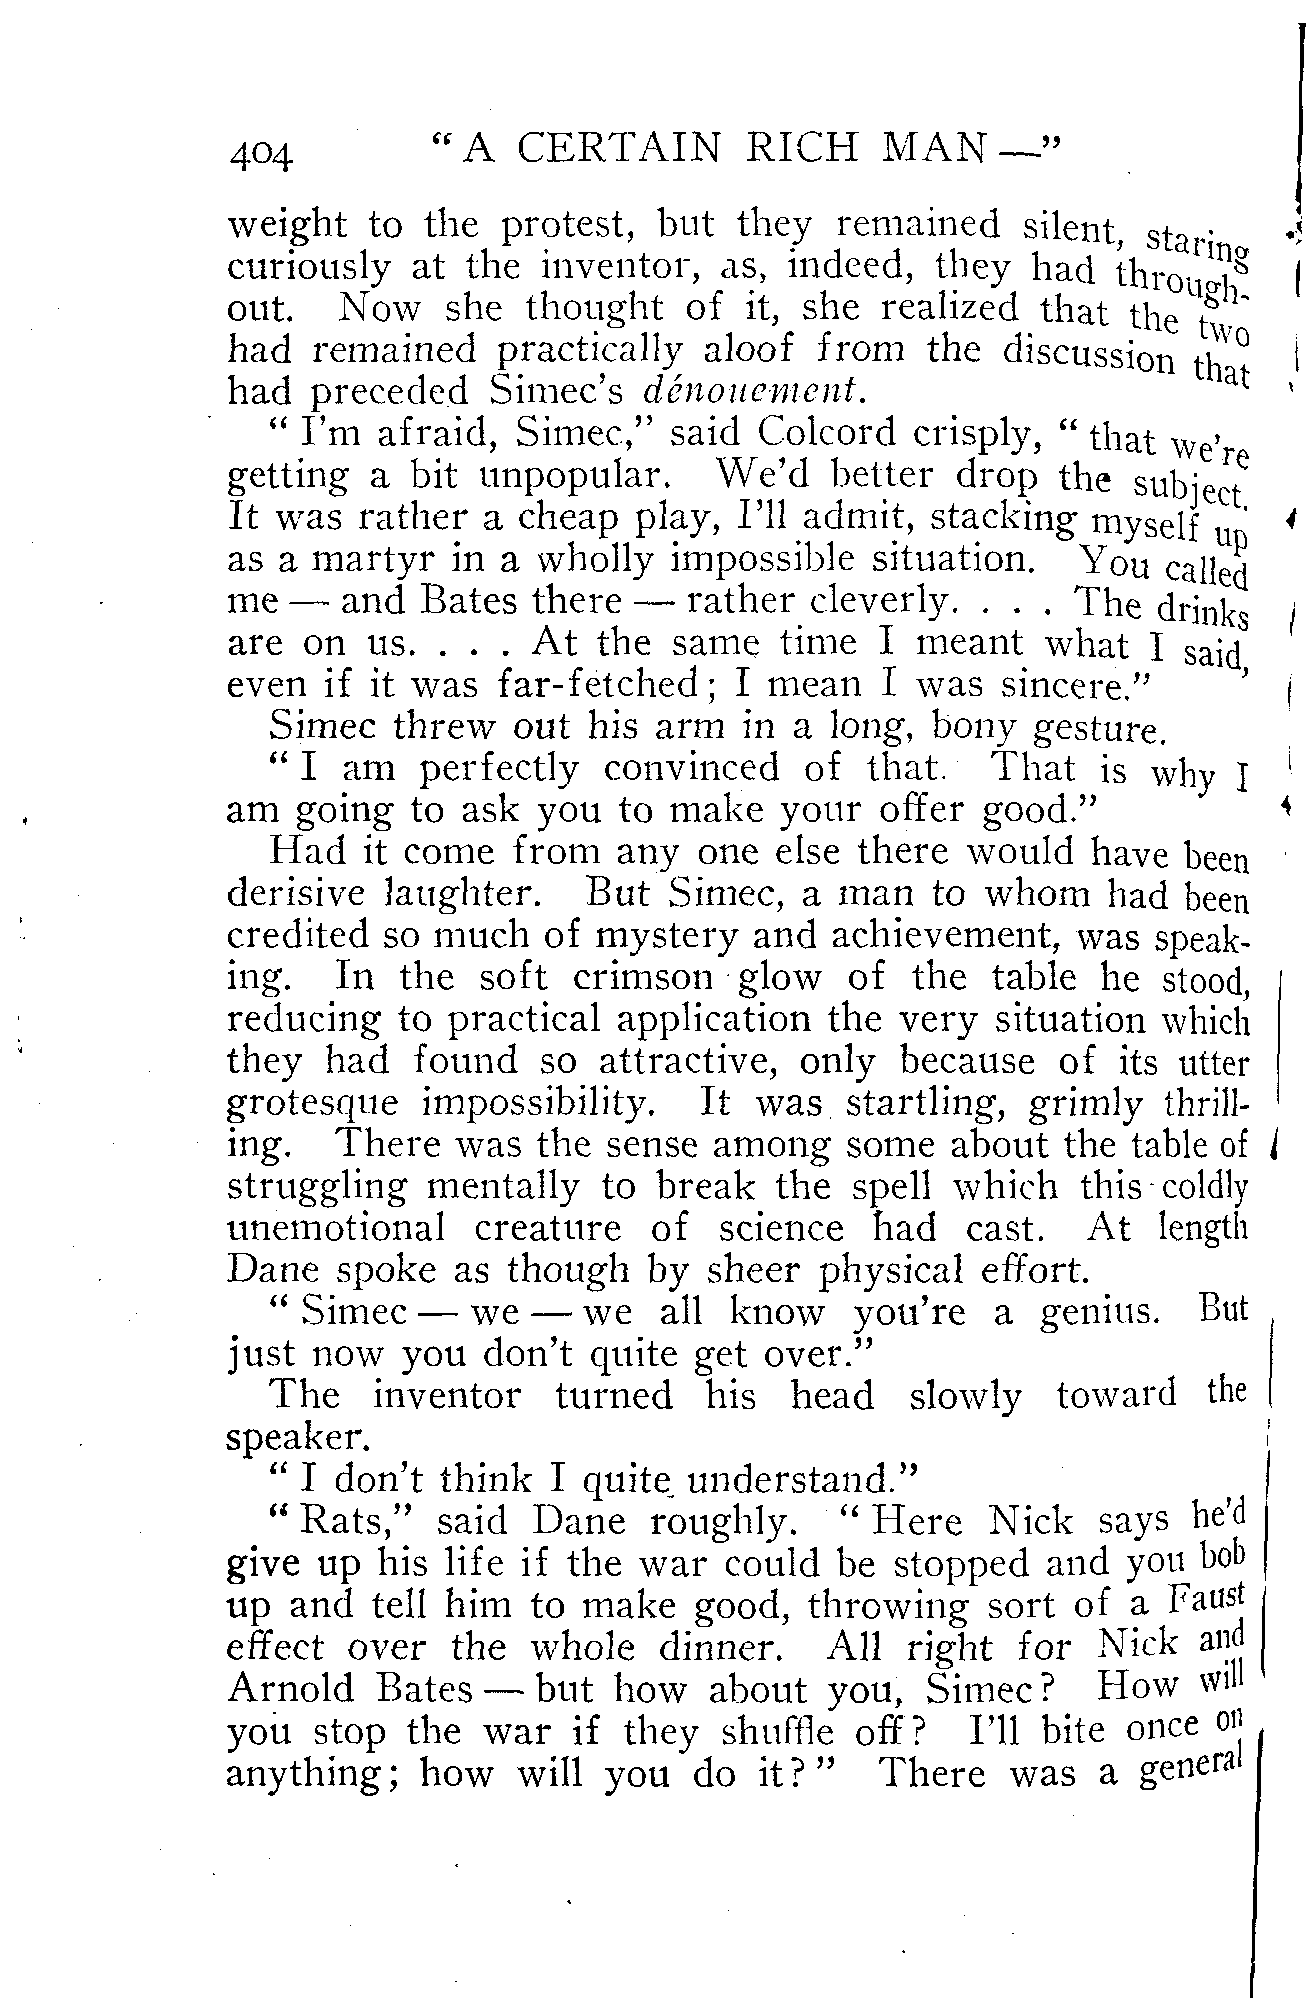 404 " A CERTAIN RICH MAN —"
weight to the protest, but they remained silent, staring
curiously at the inventor, as, indeed, they had through-
out. Now she thought of it, she realized that the two
had remained practically aloof from the discussion that
had preceded Simec's dénouement.
" I'm afraid, Simec," said Colcord crisply, " that we're
getting a bit unpopular. We'd better drop the subject.
It was rather a cheap play, I'll admit, stacking myself up
as a martyr in a wholly impossible situation. You called
me — and Bates there — rather cleverly. . . . The drinks
are on us. . . . At the same time I meant what I said,
even if it was far-fetched; I mean I was sincere."
Simec threw out his arm in a long, bony gesture.
" I am perfectly convinced of that. That is why I
am going to ask you to make your offer good."
Had it come from any one else there would have been
derisive laughter. But Simec, a man to whom had been
credited so much of mystery and achievement, was speak-
ing. In the soft crimson glow of the table he stood,
reducing to practical application the very situation which
they had found so attractive, only because of its utter
grotesque impossibility. It was startling, grimly thrill-
ing. There was the sense among some about the table of
struggling mentally to break the spell which this coldly
unemotional creature of science had cast. At length
Dane spoke as though by sheer physical effort.
" Simec — we — we all know you're a genius. But
just now you don't quite get over."
The inventor turned his head slowly toward the
speaker.
" I don't think I quite understand."
" Rats," said Dane roughly. " Here Nick says he'd
give up his life if the war could be stopped and you bob
up and tell him to make good, throwing sort of a Faust
effect over the whole dinner. All right for Nick and
Arnold Bates — but how about you, Simec? How will
you stop the war if they shuffle off? I'll bite once on
anything; how will you do it? " There was a general